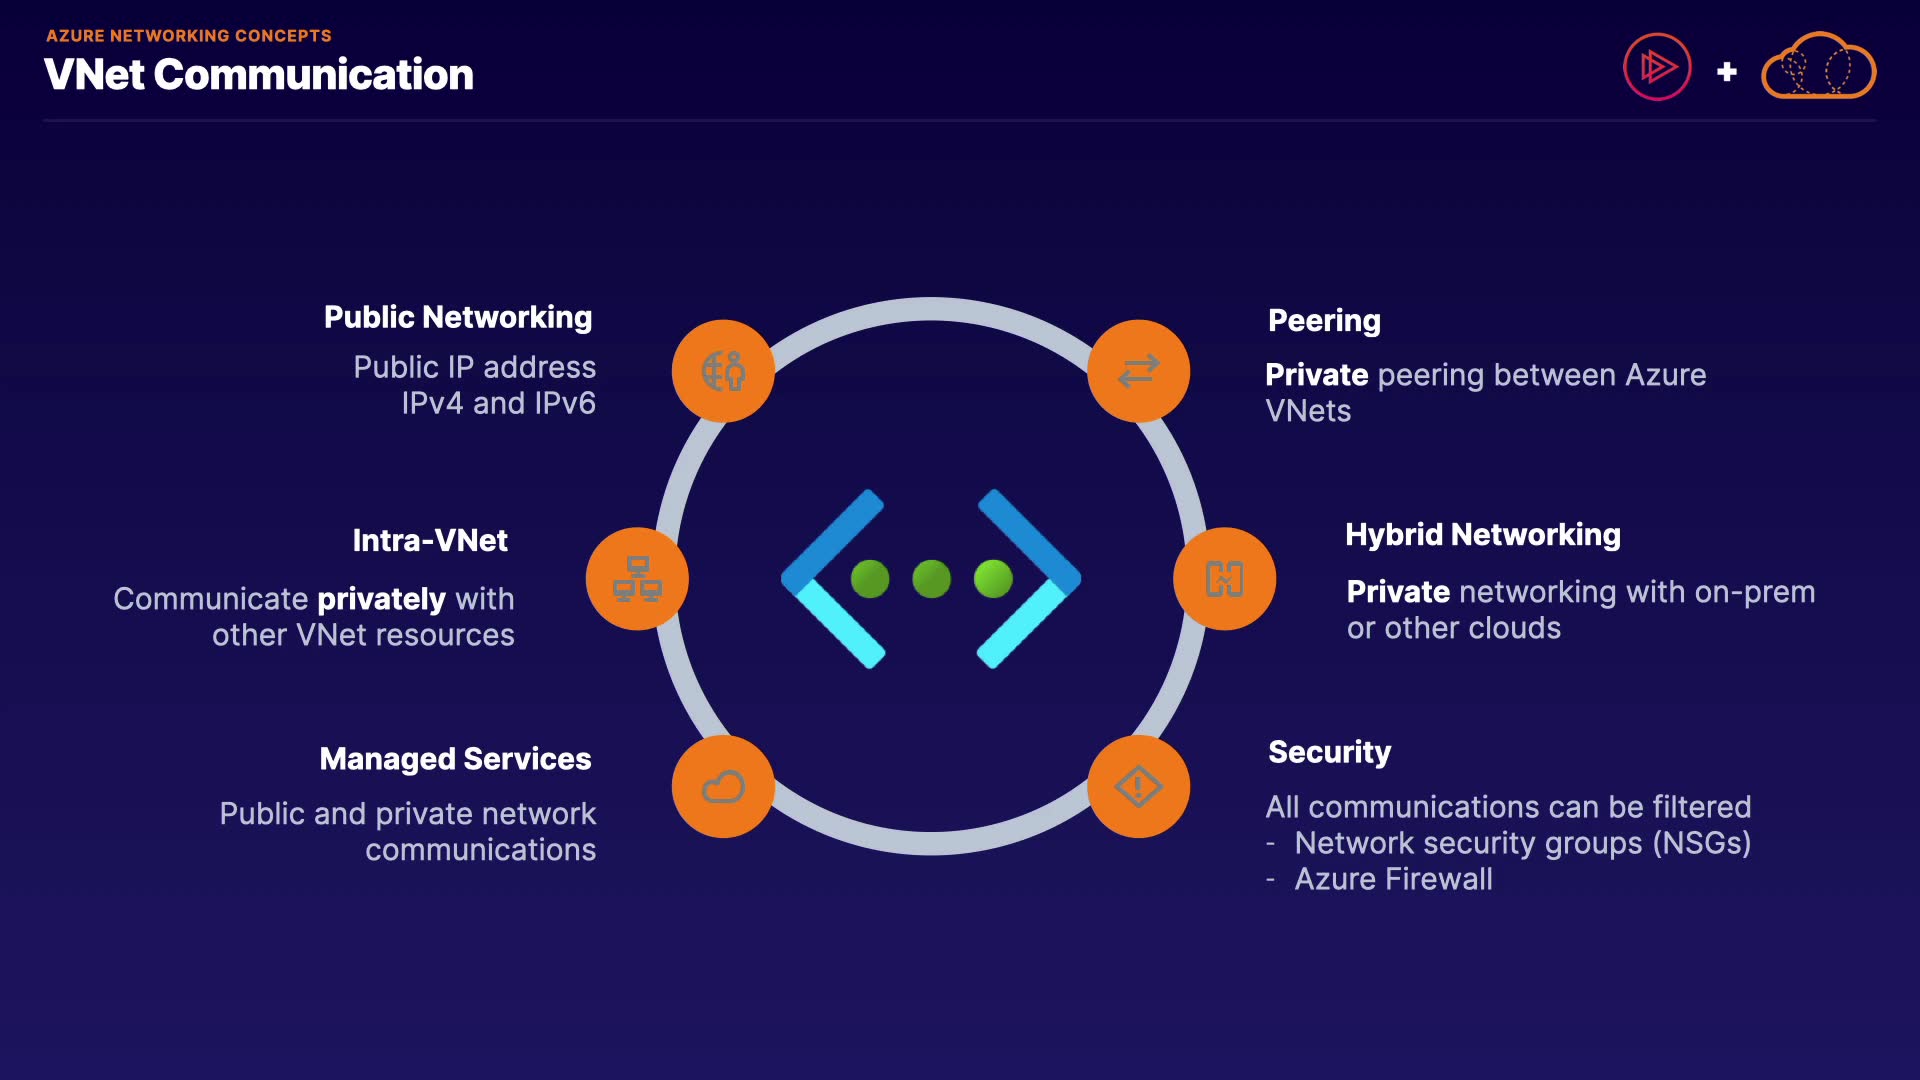 AZURE NETWORKING CONCEPTS
VNet Communication
Public Networking
Public IP address
IPv4 and IPv6
Intra-VNet
Communicate privately with
other VNet resources
Managed Services
Public and private network
communications
Peering
Private peering between Azure
VNets
Hybrid Networking
Private networking with on-prem
or other clouds
Security
All communications can be filtered
- Network security groups (NSGs)
- Azure Firewall